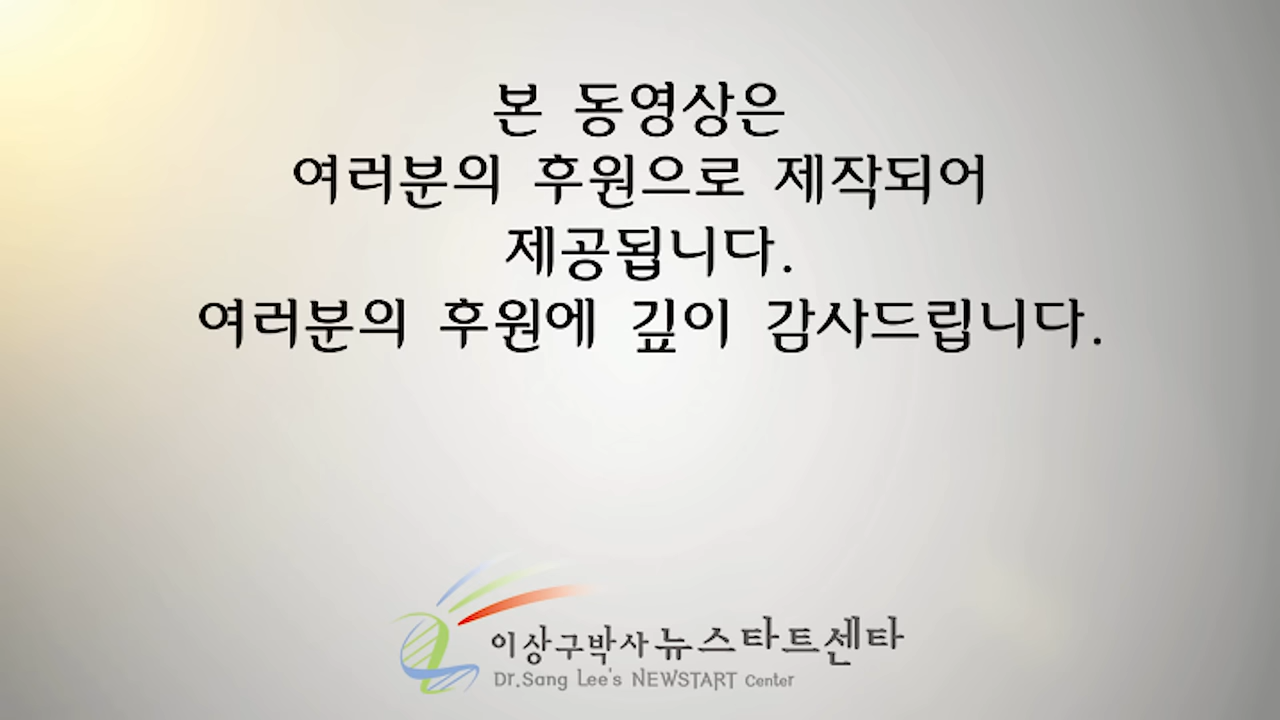 본 동영상은
여러분의 후원으로 제작되어
제공됩니다.
여러분의 후원에 깊이 감사드립니다.
이상구박사 뉴스타트센타
Dr.Sang Lee's NEWSTART Center